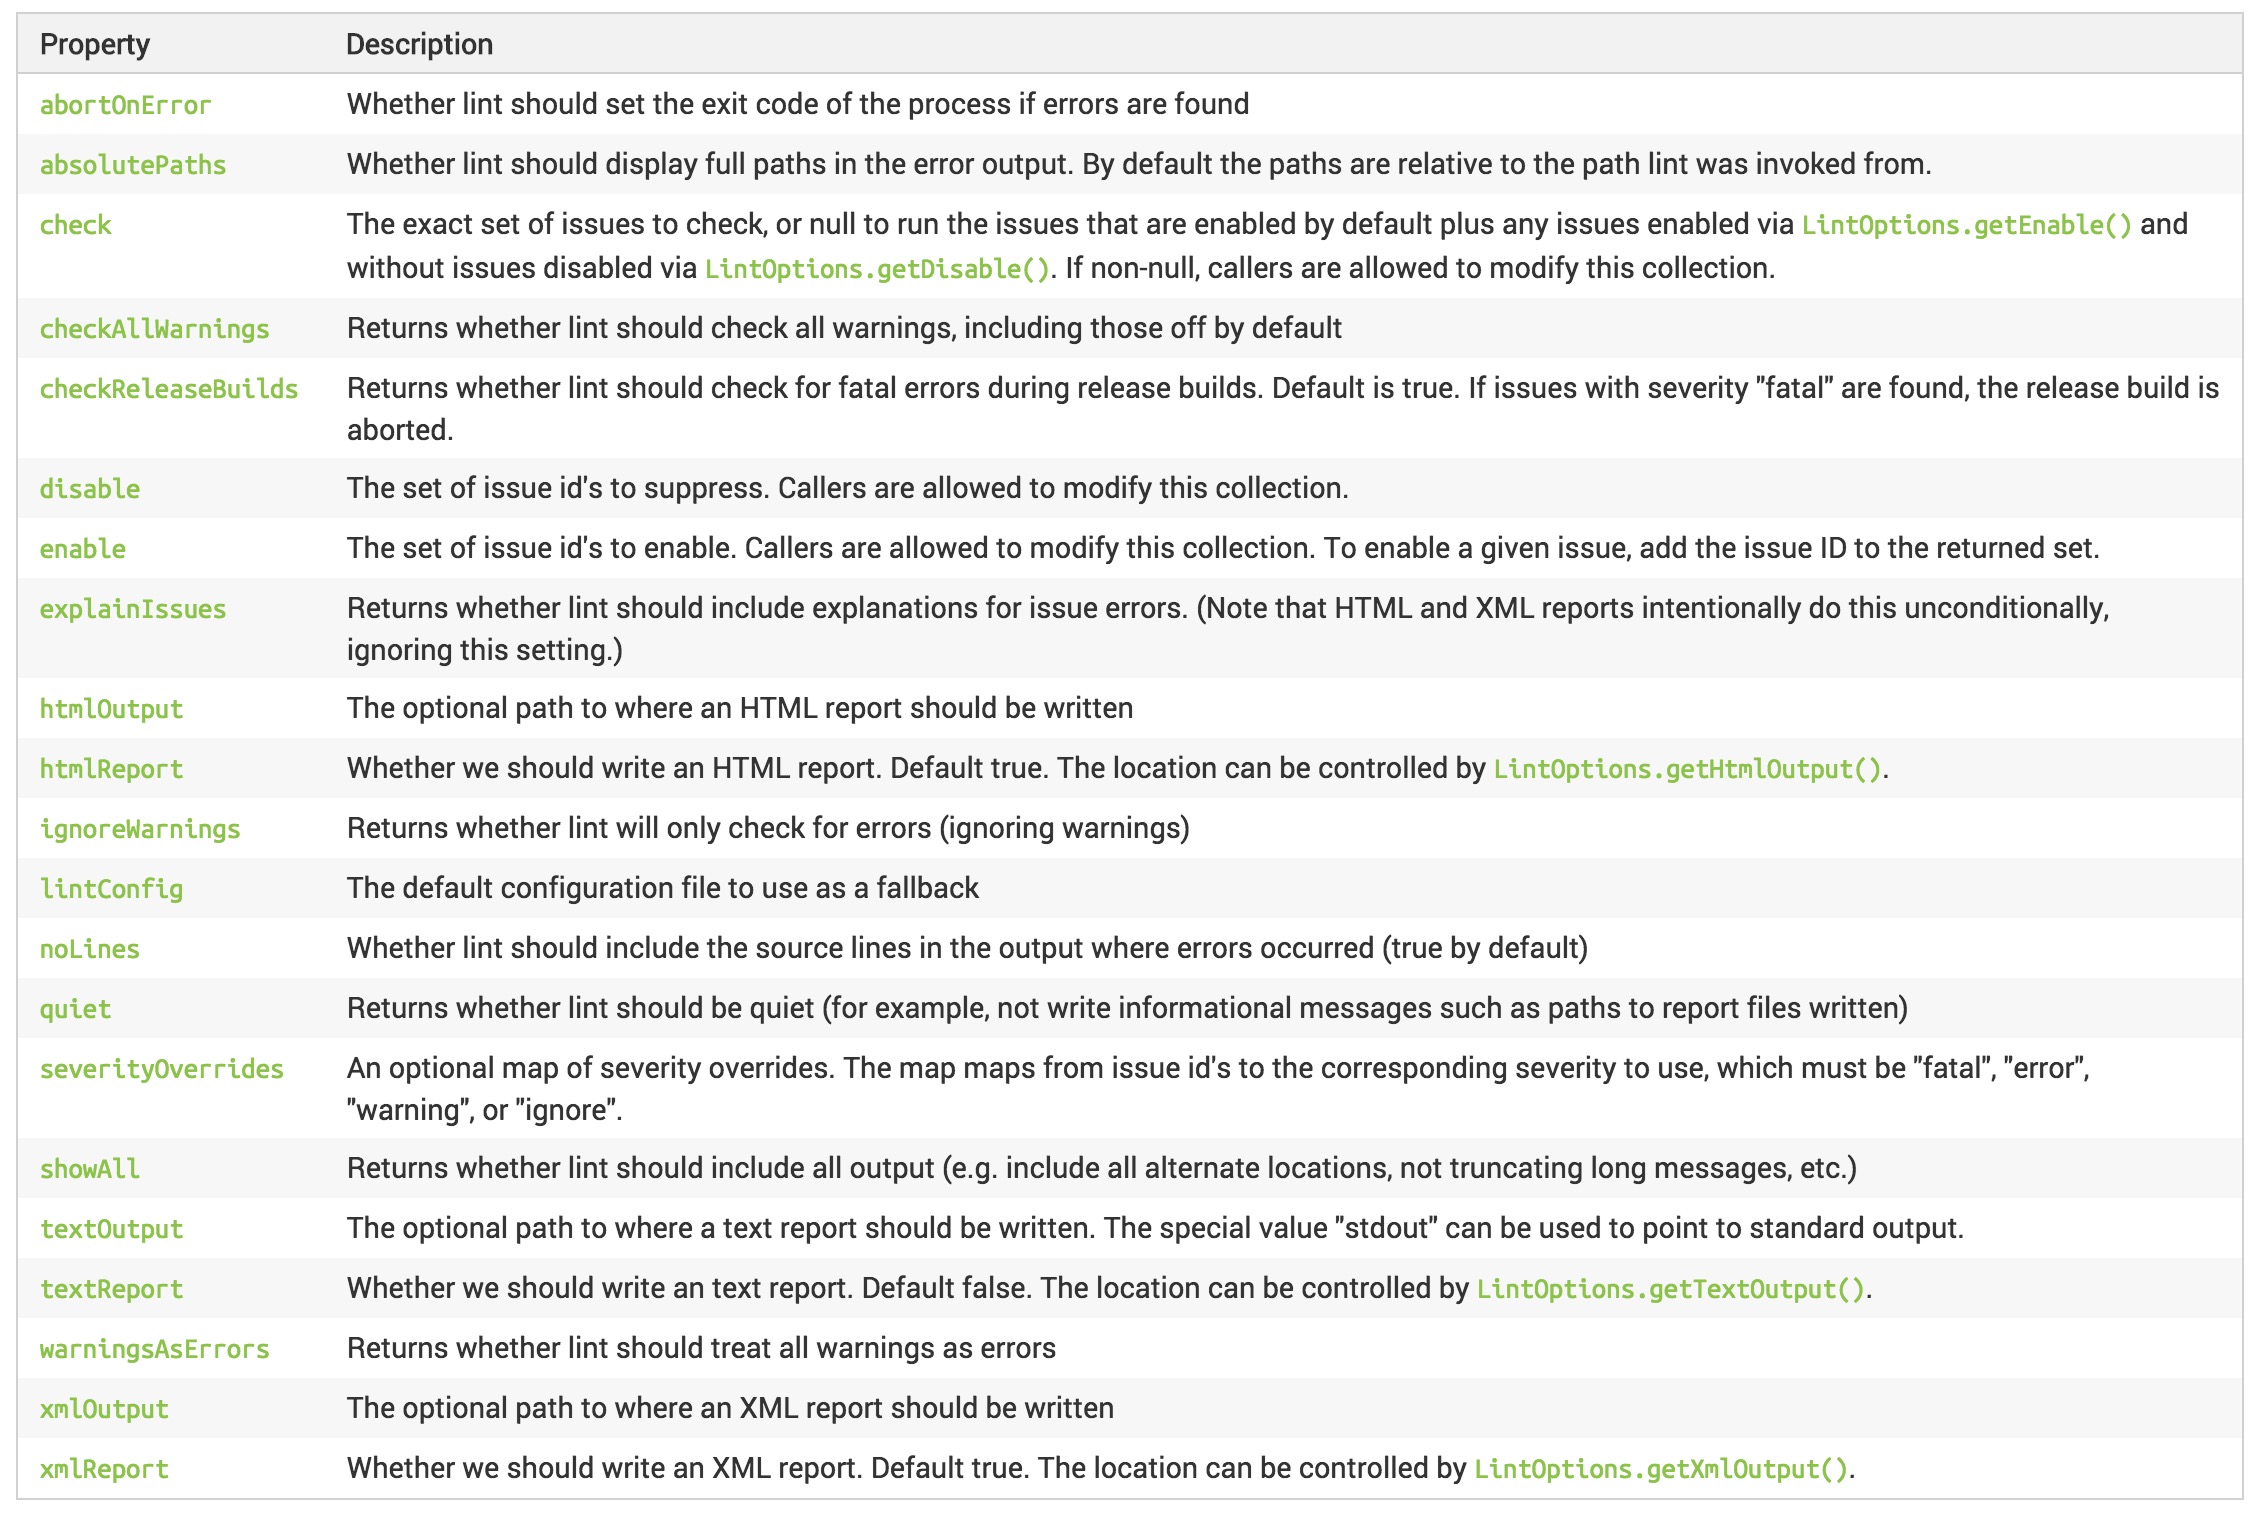 Property Description
abortOnError Whether lint should set the exit code of the process if errors are found
absolutePaths Whether lint should display full paths in the error output. By default the paths are relative to the path lint was invoked from.
check The exact set of issues to check, or null to run the issues that are enabled by default plus any issues enabled via LintOptions.getEnable() and
without issues disabled via LintOptions.getDisable(). If non-null, callers are allowed to modify this collection.
checkAllWarnings Returns whether lint should check all warnings, including those off by default
checkReleaseBuilds Returns whether lint should check for fatal errors during release builds. Default is true. If issues with severity "fatal" are found, the release build is
aborted.
disable The set of issue id's to suppress. Callers are allowed to modify this collection.
enable The set of issue id's to enable. Callers are allowed to modify this collection. To enable a given issue, add the issue ID to the returned set.
explainIssues Returns whether lint should include explanations for issue errors. (Note that HTML and XML reports intentionally do this unconditionally,
ignoring this setting.)
htmlOutput The optional path to where an HTML report should be written
htmlReport Whether we should write an HTML report. Default true. The location can be controlled by LintOptions.getHtmlOutput().
ignoreWarnings Returns whether lint will only check for errors (ignoring warnings)
lintConfig The default configuration file to use as a fallback
noLines Whether lint should include the source lines in the output where errors occurred (true by default)
quiet Returns whether lint should be quiet (for example, not write informational messages such as paths to report files written)
severityOverrides An optional map of severity overrides. The map maps from issue id's to the corresponding severity to use, which must be "fatal", "error",
"warning", or "ignore".
showAll Returns whether lint should include all output (e.g. include all alternate locations, not truncating long messages, etc.)
textOutput The optional path to where a text report should be written. The special value "stdout" can be used to point to standard output.
textReport Whether we should write an text report. Default false. The location can be controlled by LintOptions.getTextOutput().
warningsAsErrors Returns whether lint should treat all warnings as errors
xmlOutput The optional path to where an XML report should be written
xmlReport Whether we should write an XML report. Default true. The location can be controlled by LintOptions.getXmlOutput().